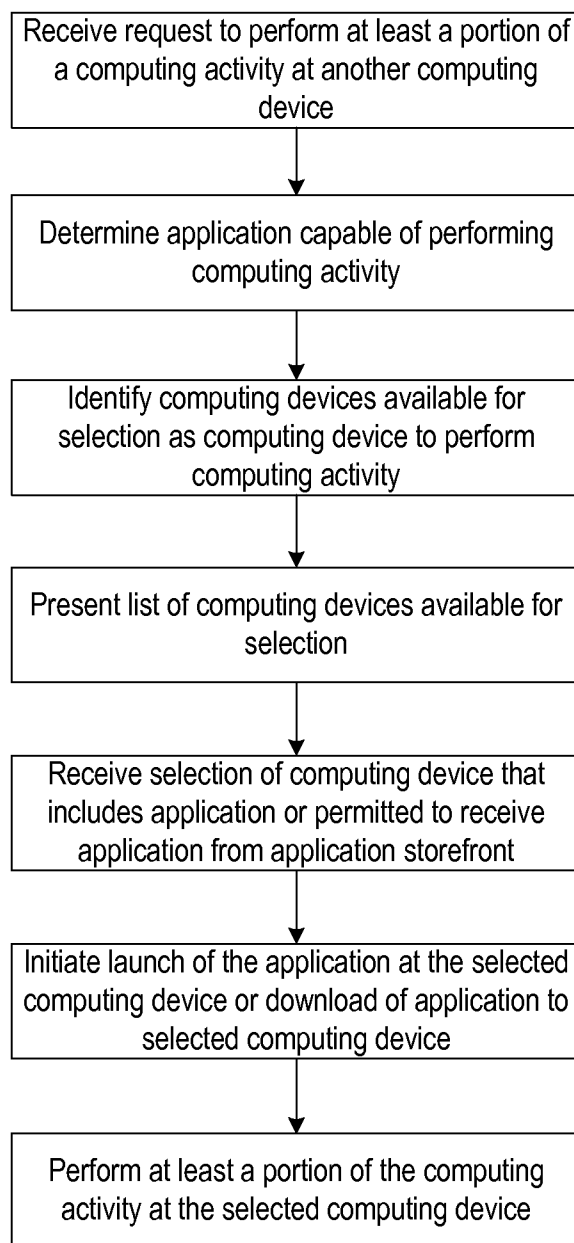 Receive request to perform at least a portion of
a computing activity at another computing
device
Determine application capable of performing
computing activity
Identify computing devices available for
selection as computing device to perform
computing activity
Present list of computing devices available for
selection
Receive selection of computing device that
includes application or permitted to receive
application from application storefront
Initiate launch of the application at the selected
computing device or download of application to
selected computing device
Perform at least a portion of the computing
activity at the selected computing device